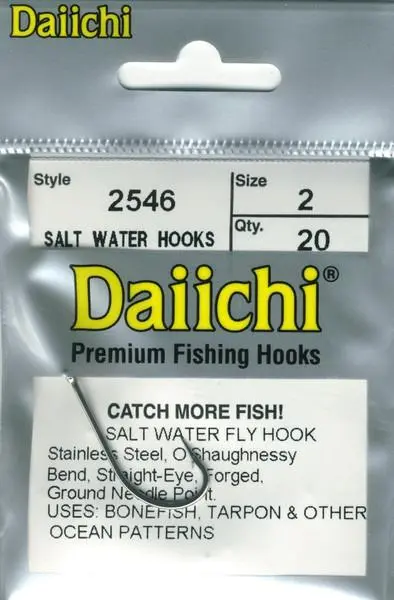 Daiichi
Style 2546 Size 2
SALT WATER HOOKS Qty. 20
Daiichi®
Premium Fishing Hooks
CATCH MORE FISH!
SALT WATER FLY HOOK
Stainless Steel, O'Shaughnessy
Bend, Straight-Eye, Forged,
Ground Needle Point.
USES: BONEFISH, TARPON & OTHER
OCEAN PATTERNS